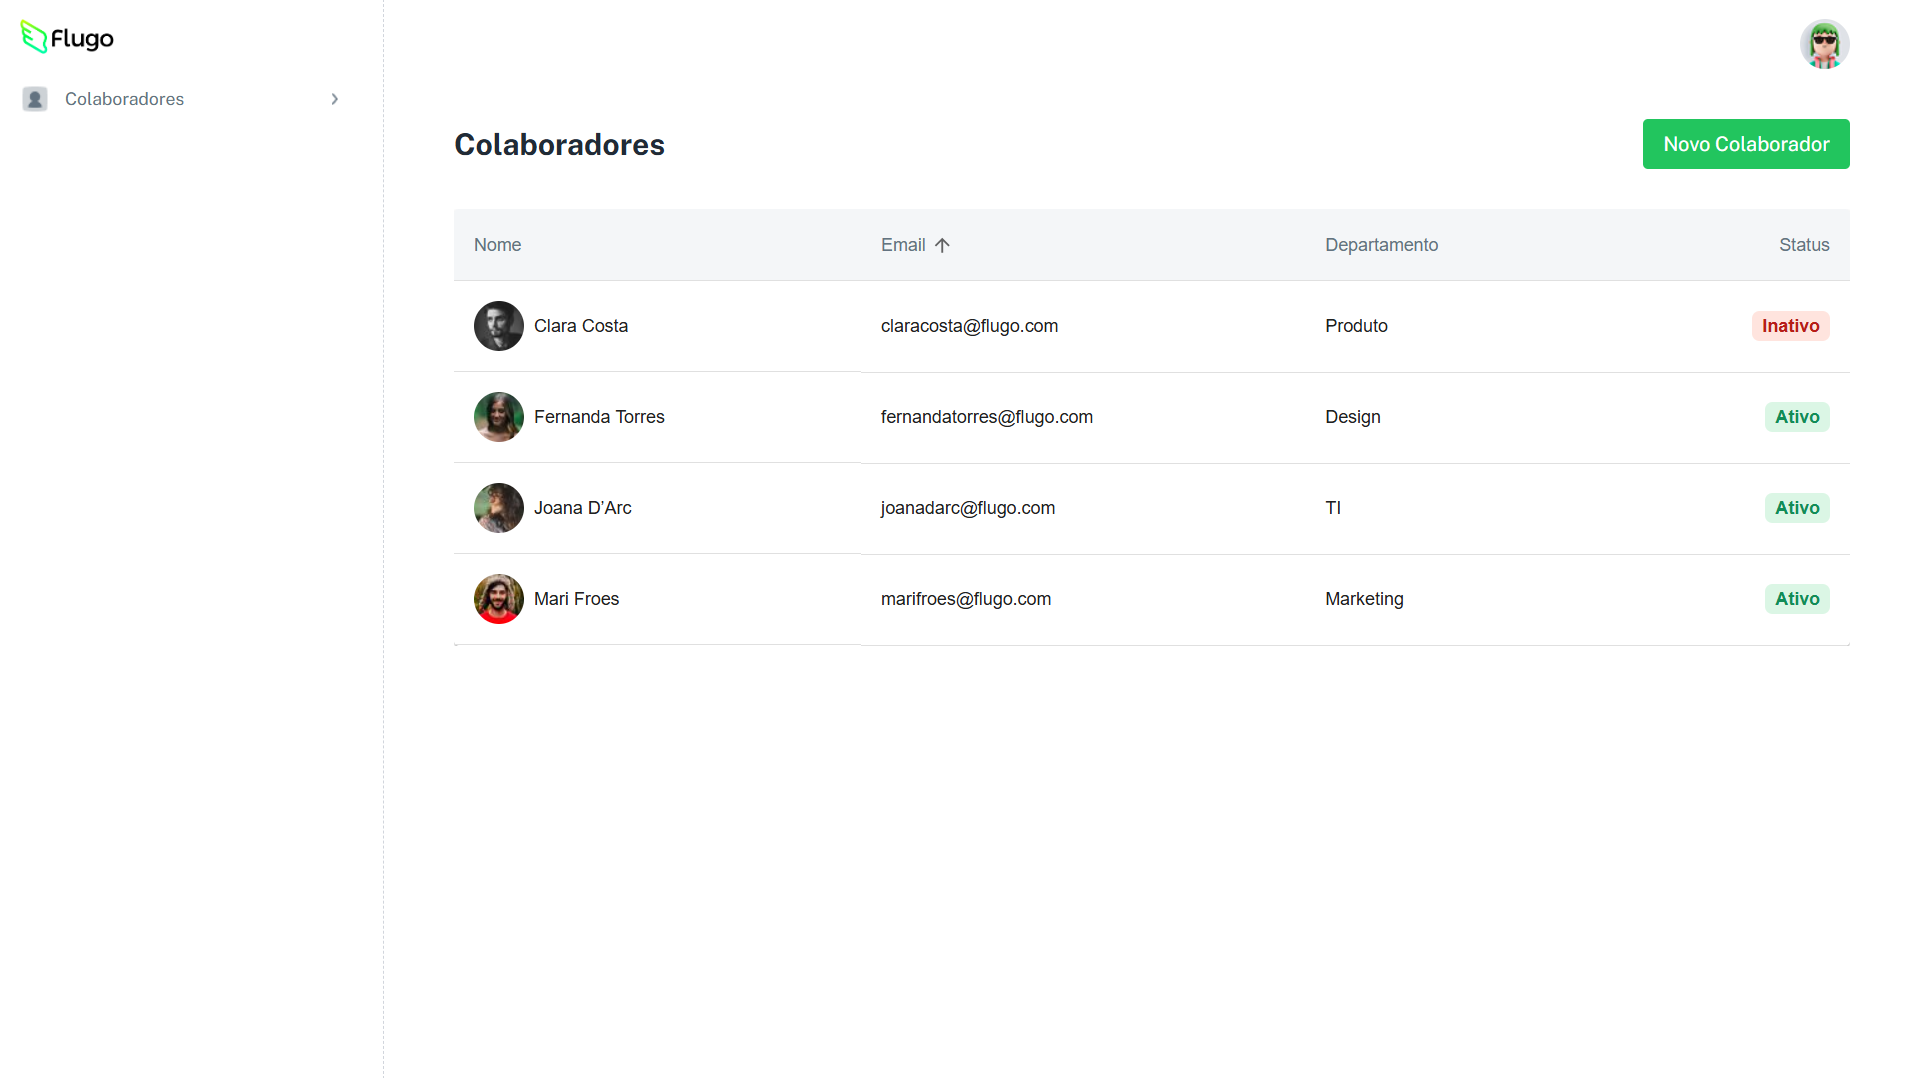 Flugo
Colaboradores
Colaboradores
Novo Colaborador
Nome Email Departamento Status
Clara Costa claracosta@flugo.com Produto Inativo
Fernanda Torres fernandatorres@flugo.com Design Ativo
Joana D'Arc joanadarc@flugo.com TI Ativo
Mari Froes marifroes@flugo.com Marketing Ativo